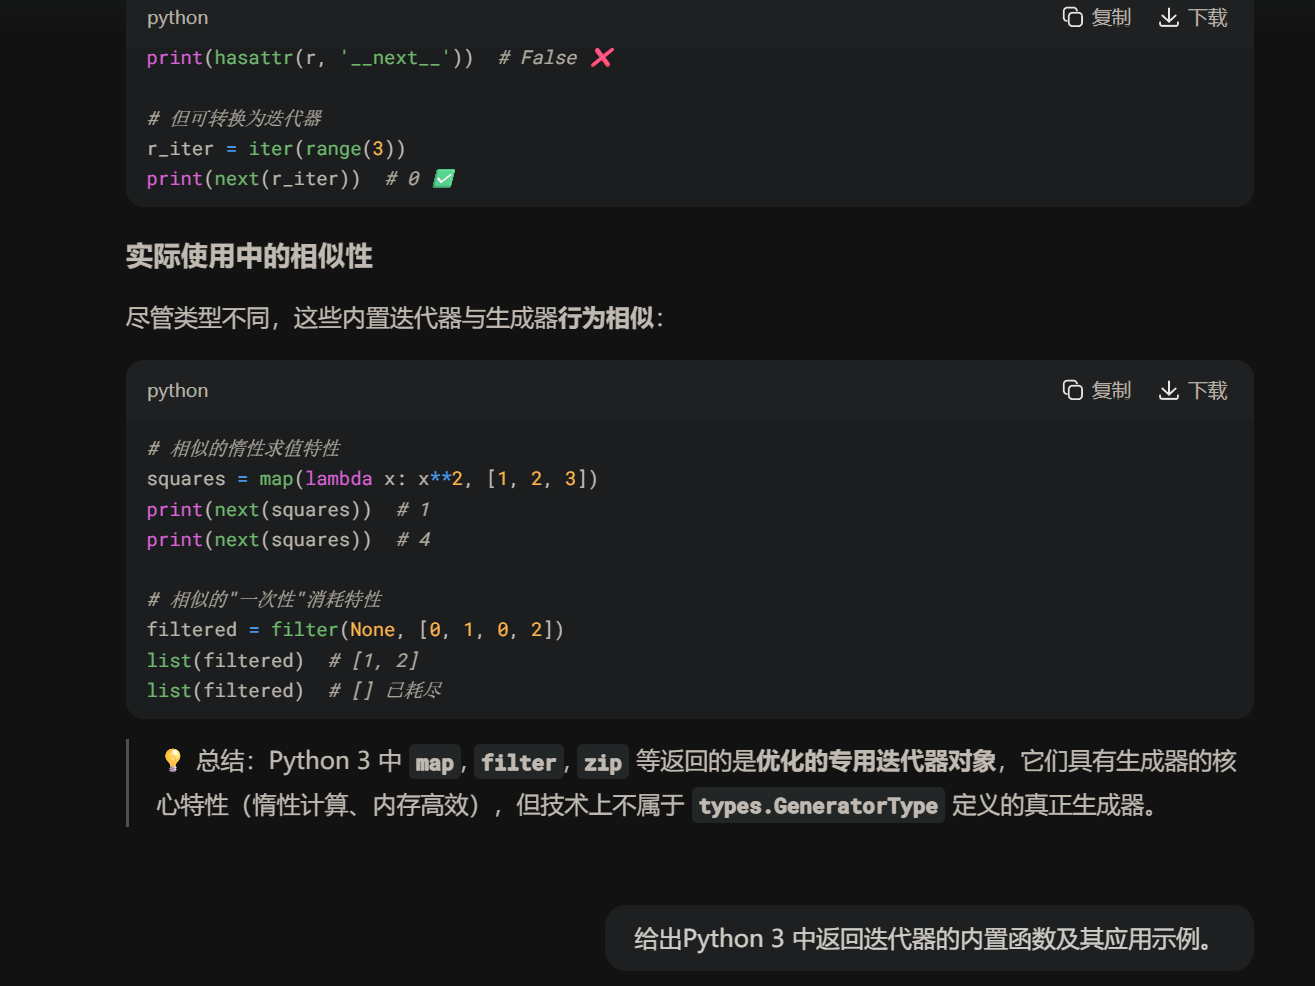 python 复制 下载
print(hasattr(r, '__next__'))  # False ❌
# 但可转换为迭代器
r_iter = iter(range(3))
print(next(r_iter))  # 0 ✅
实际使用中的相似性
尽管类型不同，这些内置迭代器与生成器行为相似：
python 复制 下载
# 相似的惰性求值特性
squares = map(lambda x: x**2, [1, 2, 3])
print(next(squares))  # 1
print(next(squares))  # 4
# 相似的"一次性"消耗特性
filtered = filter(None, [0, 1, 0, 2])
list(filtered)  # [1, 2]
list(filtered)  # [] 已耗尽
💡 总结：Python 3 中 map, filter, zip 等返回的是优化的专用迭代器对象，它们具有生成器的核
心特性（惰性计算、内存高效），但技术上不属于 types.GeneratorType 定义的真正生成器。
给出Python 3 中返回迭代器的内置函数及其应用示例。